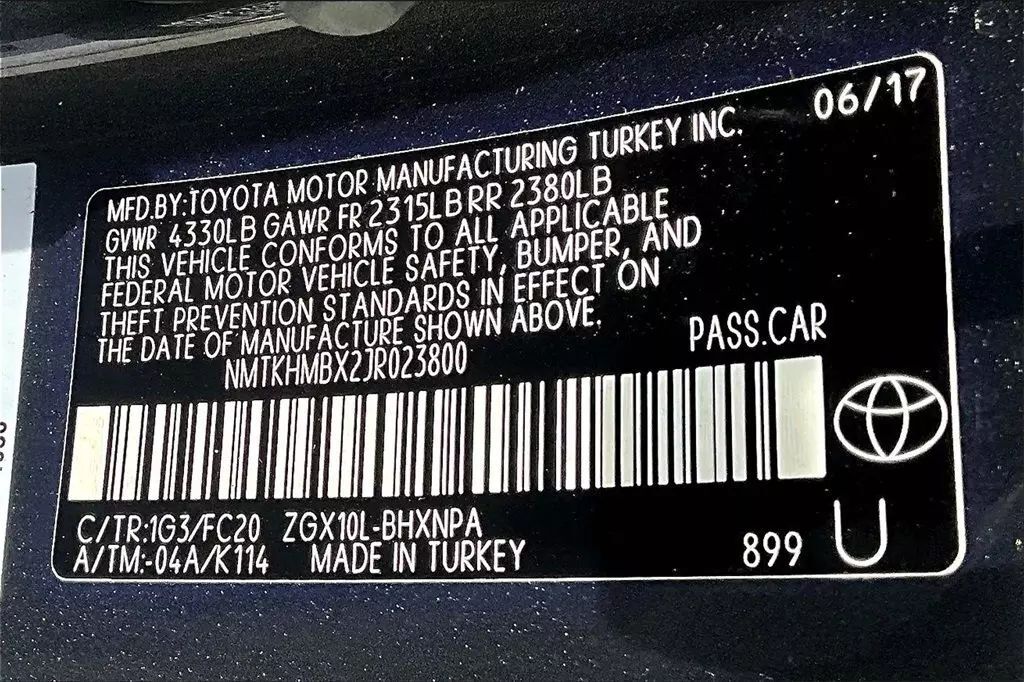 06/17
MFD.BY:TOYOTA MOTOR MANUFACTURING TURKEY INC.
GVWR 4330LB GAWR FR 2315LB RR 2380LB
THIS VEHICLE CONFORMS TO ALL APPLICABLE
FEDERAL MOTOR VEHICLE SAFETY, BUMPER, AND
THEFT PREVENTION STANDARDS IN EFFECT ON
THE DATE OF MANUFACTURE SHOWN ABOVE.
NMTKHMBX2JR023800
PASS.CAR
C/TR:1G3/FC20 ZGX10L-BHXNPA
A/TM:-04A/K114 MADE IN TURKEY
899
U